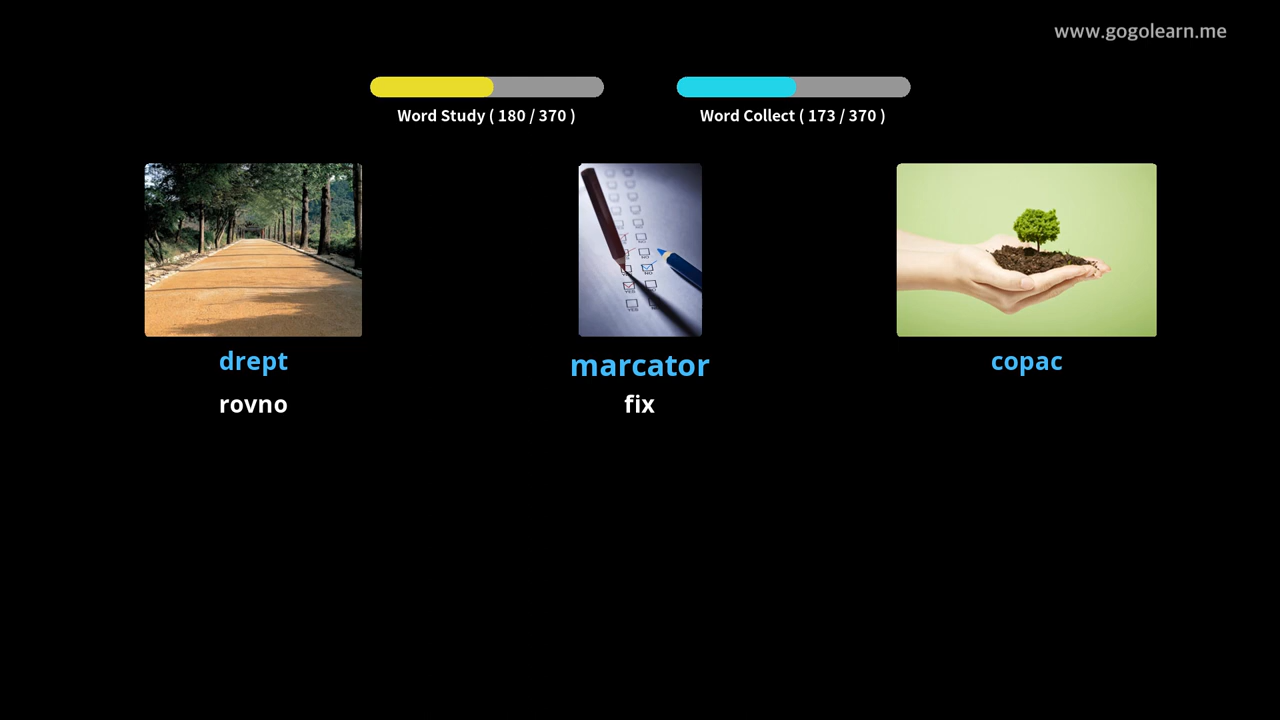 www.gogolearn.me
Word Study ( 180 / 370 )
Word Collect ( 173 / 370 )
drept
marcator
copac
rovno
fix